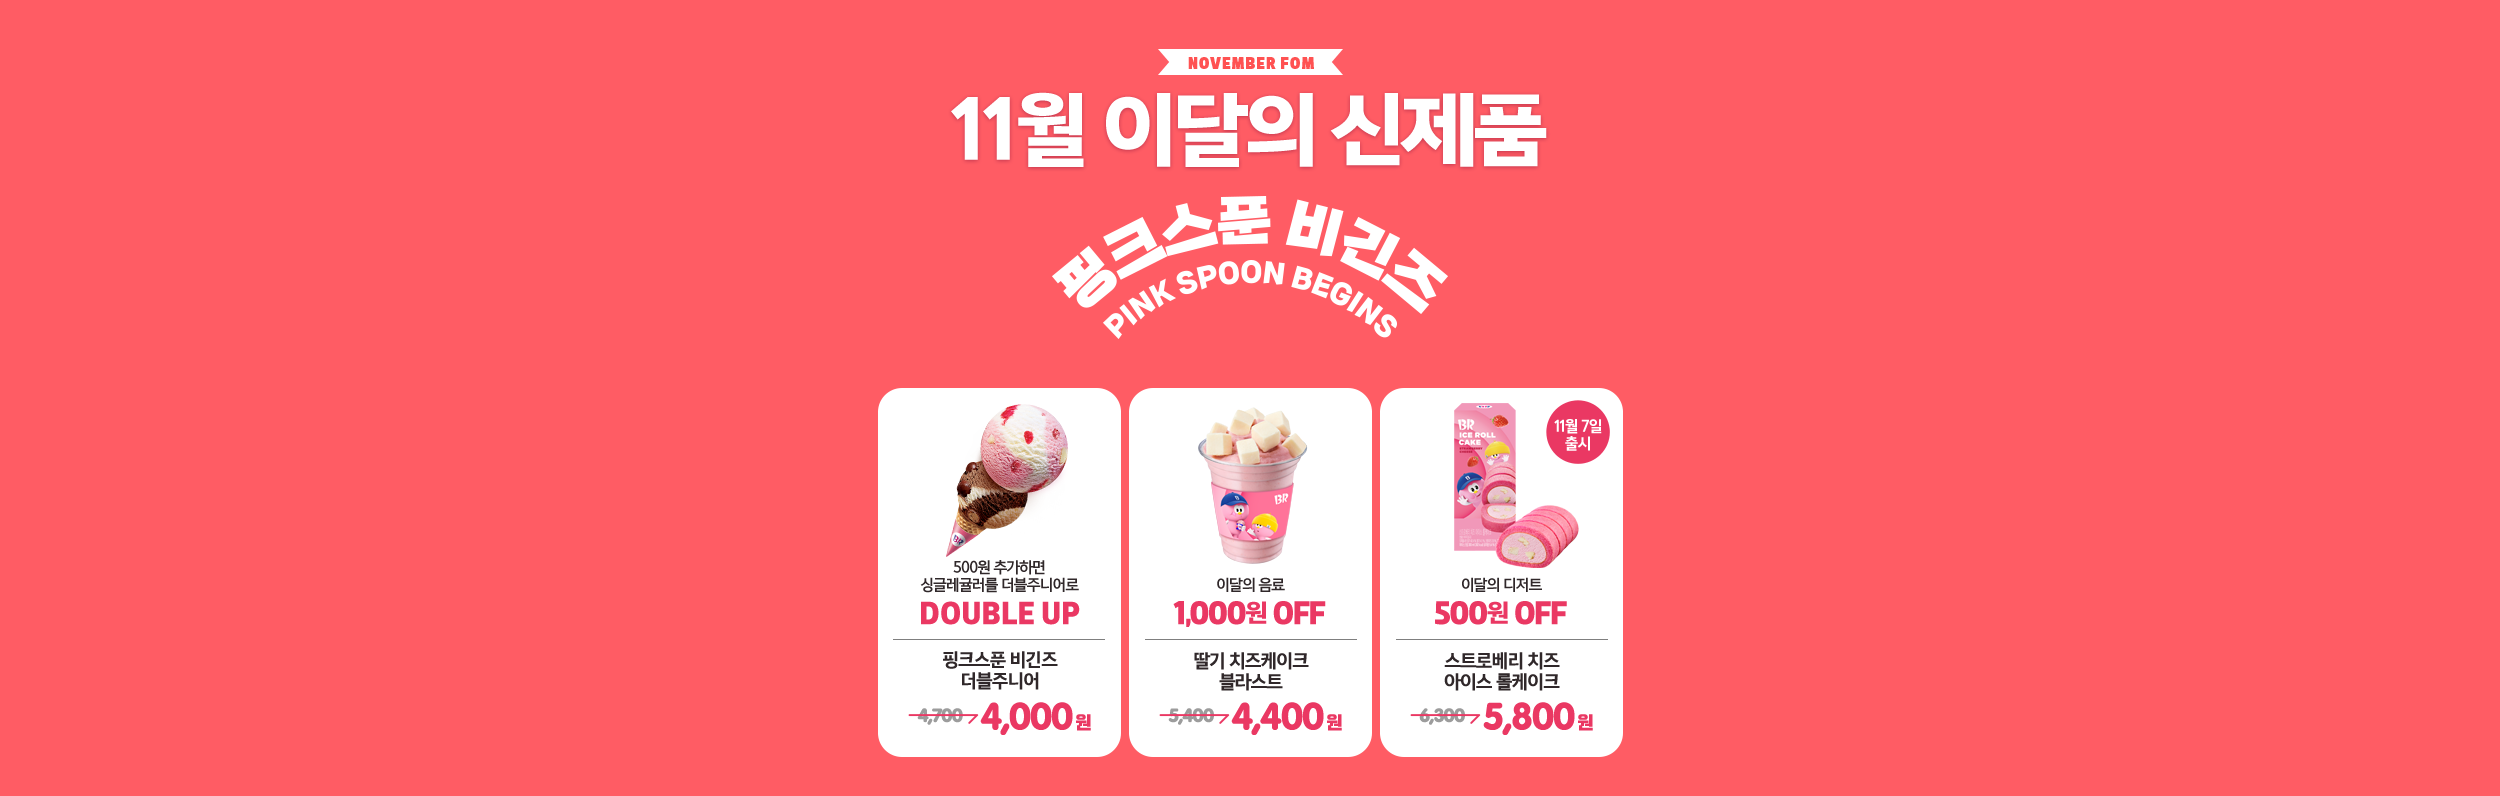 NOVEMBER FOM
11월 이달의 신제품
핑크스푼 비긴즈
PINK SPOON BEGINS
BR
500원 추가하면
싱글레귤러를 더블주니어로
DOUBLE UP
핑크스푼 비긴즈
더블주니어
4,700 4,000원
BR
이달의 음료
1,000원 OFF
딸기 치즈케이크
블라스트
5,400 4,400원
BR
ICE ROLL
CAKE
11월 7일
출시
이달의 디저트
500원 OFF
스트로베리 치즈
아이스 롤케이크
6,300 5,800원